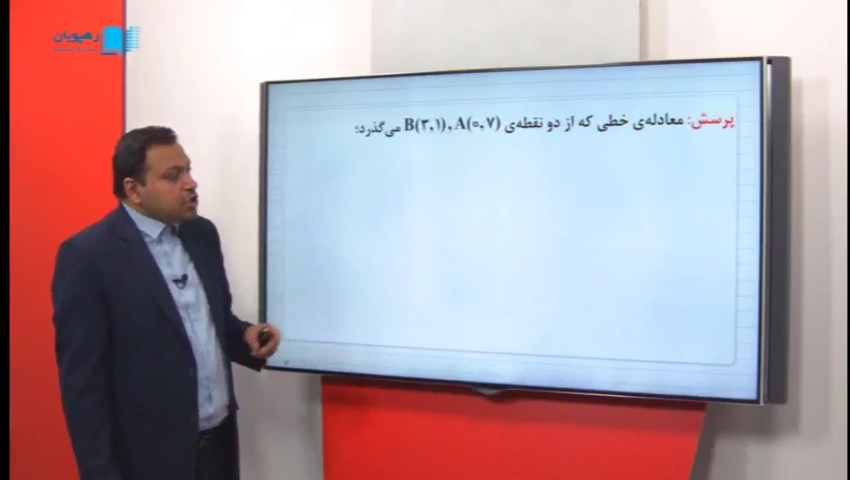 رهپویان
پرسش: معادله‌ی خطی که از دو نقطه‌ی B(۳,۱), A(۰,۷) می‌گذرد؛